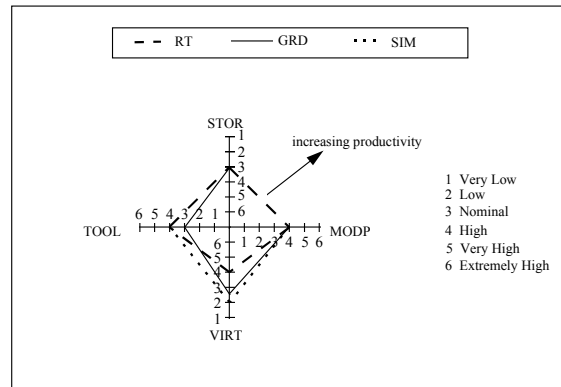 RT GRD SIM
STOR
increasing productivity
1
2
3
4
5
6
TOOL 6 5 4 3 2 1 1 2 3 4 5 6 MODP
6
5
4
3
2
1
VIRT
1 Very Low
2 Low
3 Nominal
4 High
5 Very High
6 Extremely High